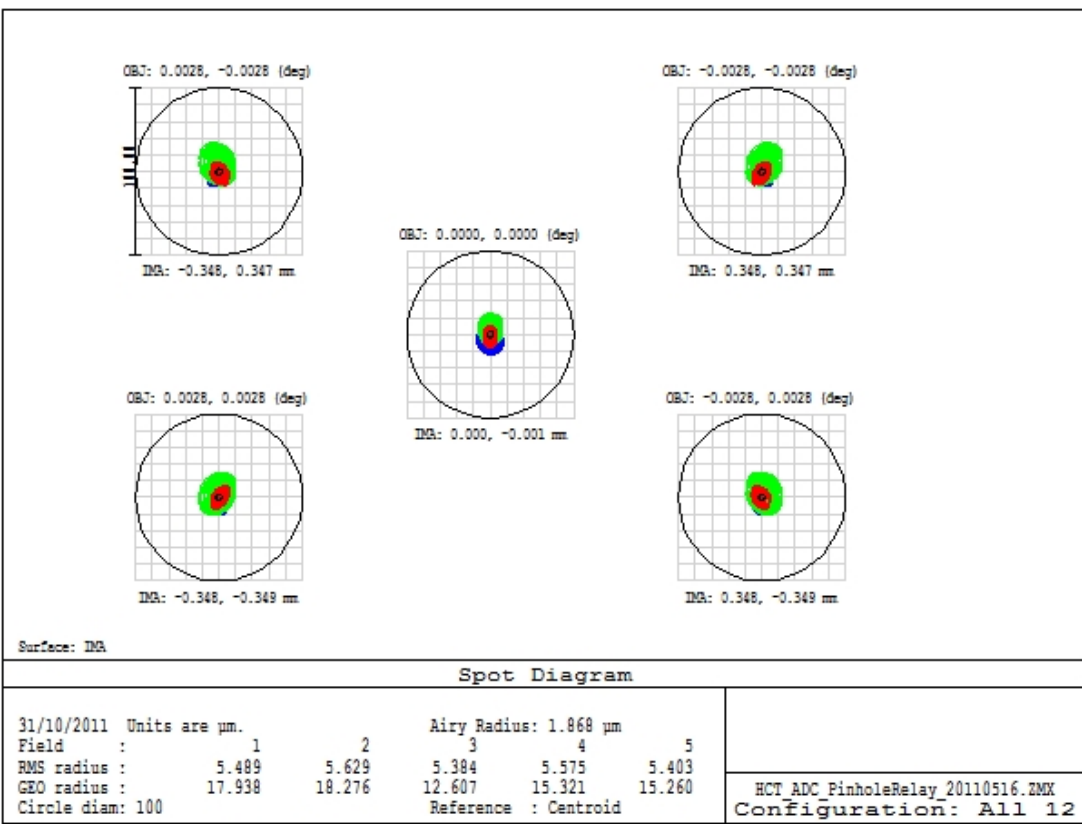 OBJ: 0.0028, -0.0028 (deg)
OBJ: -0.0028, -0.0028 (deg)
IMA: -0.348, 0.347 mm
IMA: 0.348, 0.347 mm
OBJ: 0.0000, 0.0000 (deg)
IMA: 0.000, -0.001 mm
OBJ: 0.0028, 0.0028 (deg)
OBJ: -0.0028, 0.0028 (deg)
IMA: -0.348, -0.349 mm
IMA: 0.348, -0.349 mm
Surface: IMA
Spot Diagram
31/10/2011 Units are µm. Airy Radius: 1.868 µm
Field : 1 2 3 4 5
RMS radius : 5.489 5.629 5.384 5.575 5.403
GEO radius : 17.938 18.276 12.607 15.321 15.260
Circle diam: 100 Reference : Centroid
HCT_ADC_PinholeRelay_20110516.ZMX
Configuration: All 12